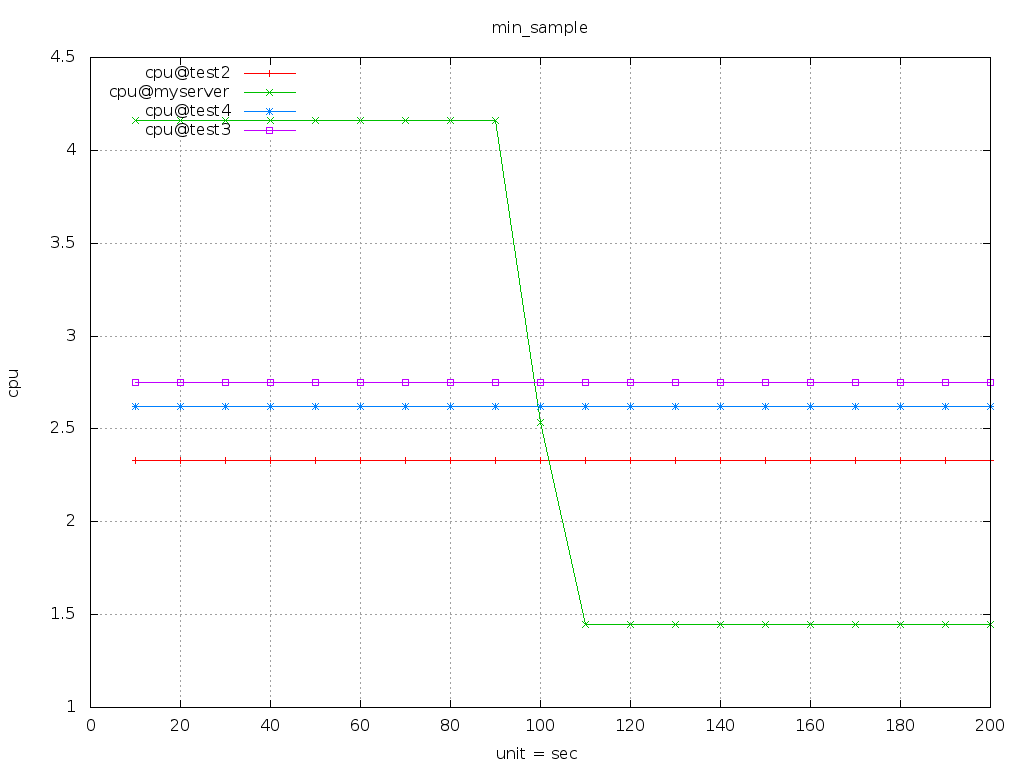 min_sample
4.5
4
3.5
3
2.5
2
1.5
1
cpu
cpu@test2
cpu@myserver
cpu@test4
cpu@test3
0 20 40 60 80 100 120 140 160 180 200
unit = sec